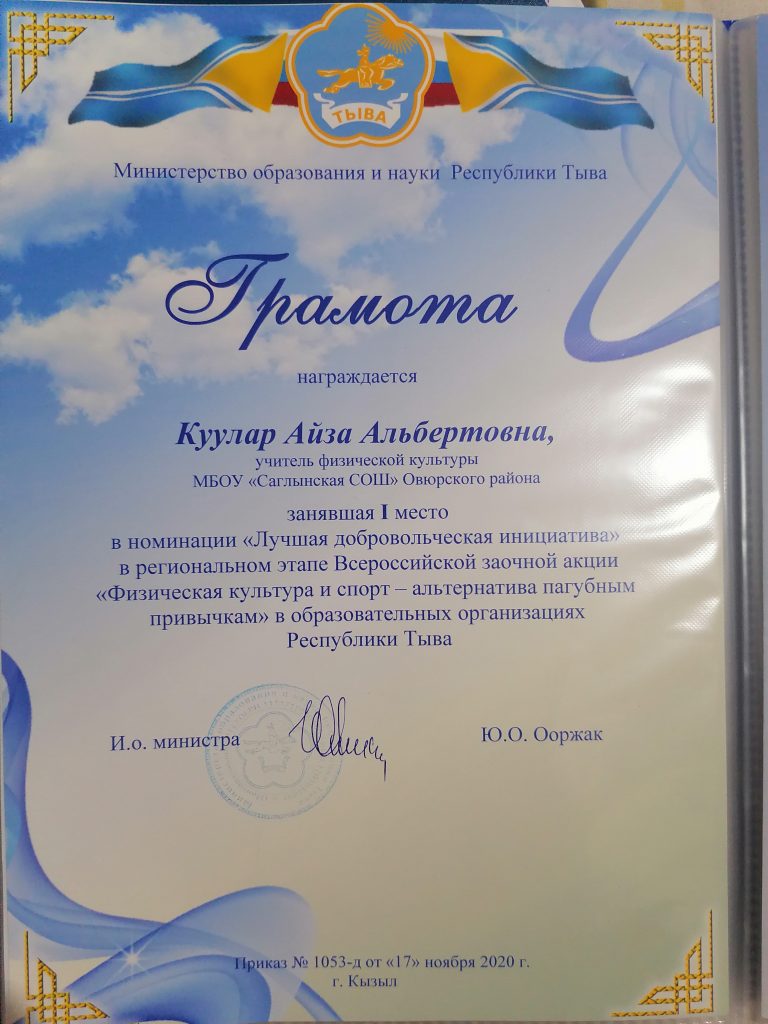 ТЫВА
Министерство образования и науки Республики Тыва
Грамота
награждается
Куулар Айза Альбертовна,
учитель физической культуры
МБОУ «Саглынская СОШ» Овюрского района
занявшая I место
в номинации «Лучшая добровольческая инициатива»
в региональном этапе Всероссийской заочной акции
«Физическая культура и спорт – альтернатива пагубным
привычкам» в образовательных организациях
Республики Тыва
И.о. министра
Ю.О. Ооржак
Приказ № 1053-д от «17» ноября 2020 г.
г. Кызыл